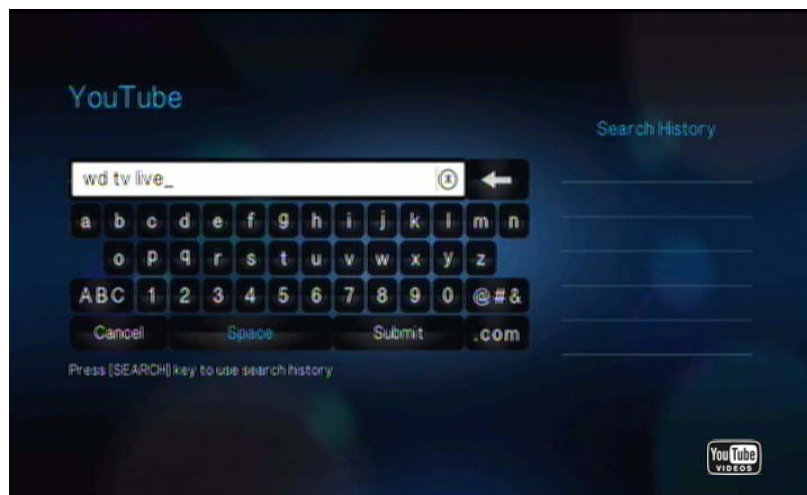 YouTube
Search History
wd tv live_
a b c d e f g h i j k l m n
o p q r s t u v w x y z
ABC 1 2 3 4 5 6 7 8 9 0 @#&
Cancel Space Submit .com
Press [SEARCH] key to use search history
You Tube
VIDEOS